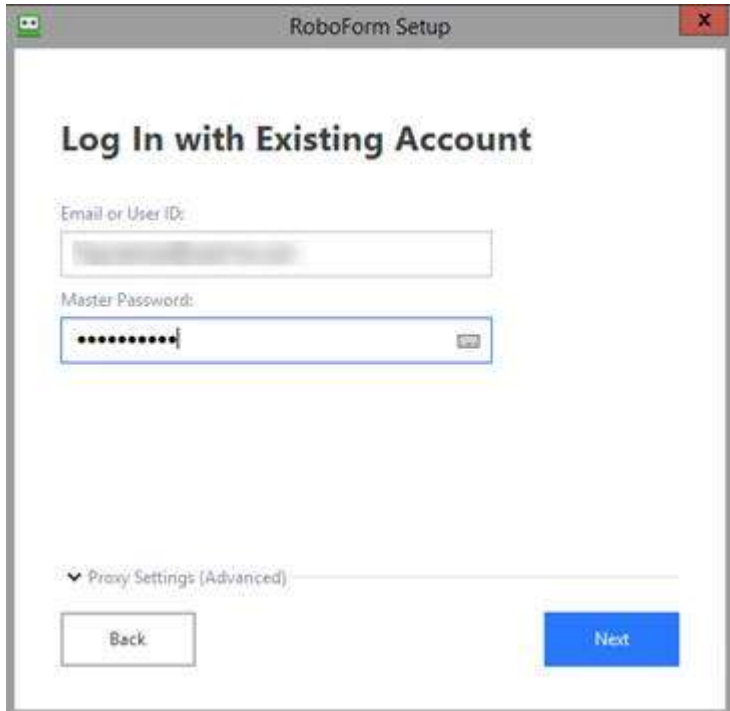 RoboForm Setup
Log In with Existing Account
Email or User ID:
Master Password:
Proxy Settings (Advanced)
Back
Next